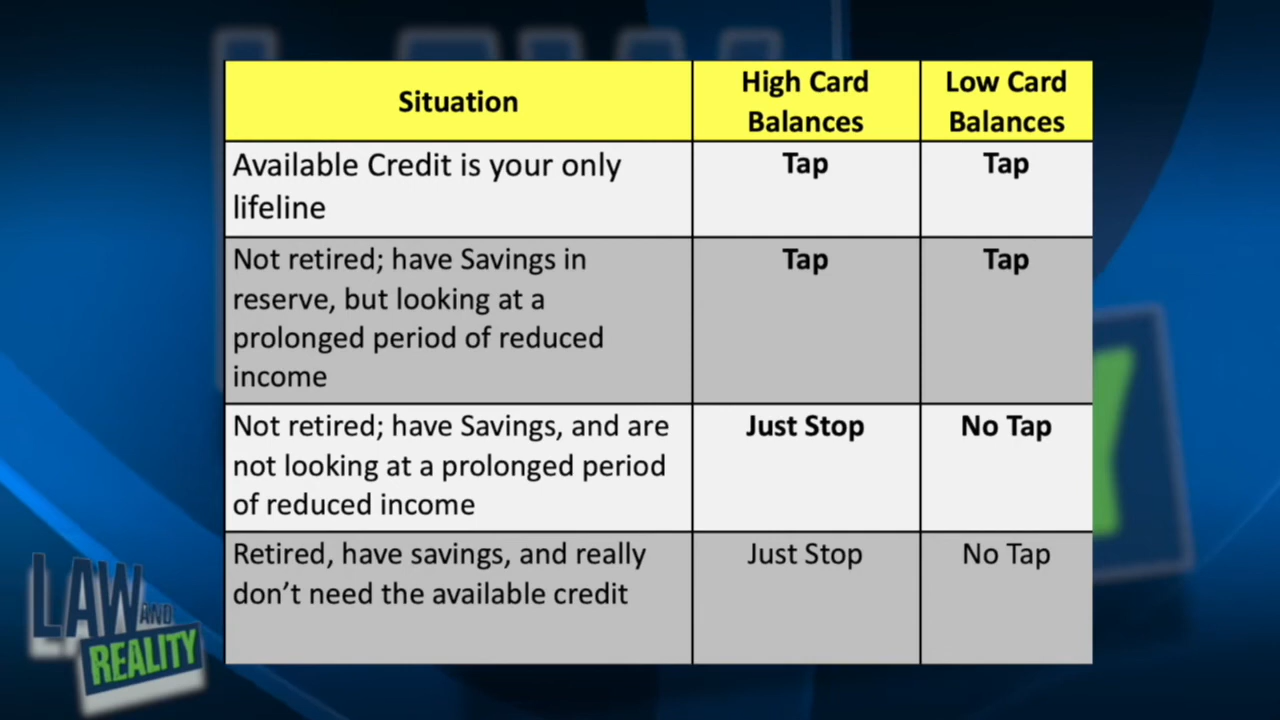 Situation
High Card
Balances
Low Card
Balances
Available Credit is your only
lifeline
Tap
Tap
Not retired; have Savings in
reserve, but looking at a
prolonged period of reduced
income
Tap
Tap
Not retired; have Savings, and are
not looking at a prolonged period
of reduced income
Just Stop
No Tap
Retired, have savings, and really
don’t need the available credit
Just Stop
No Tap
LAW
AND
REALITY